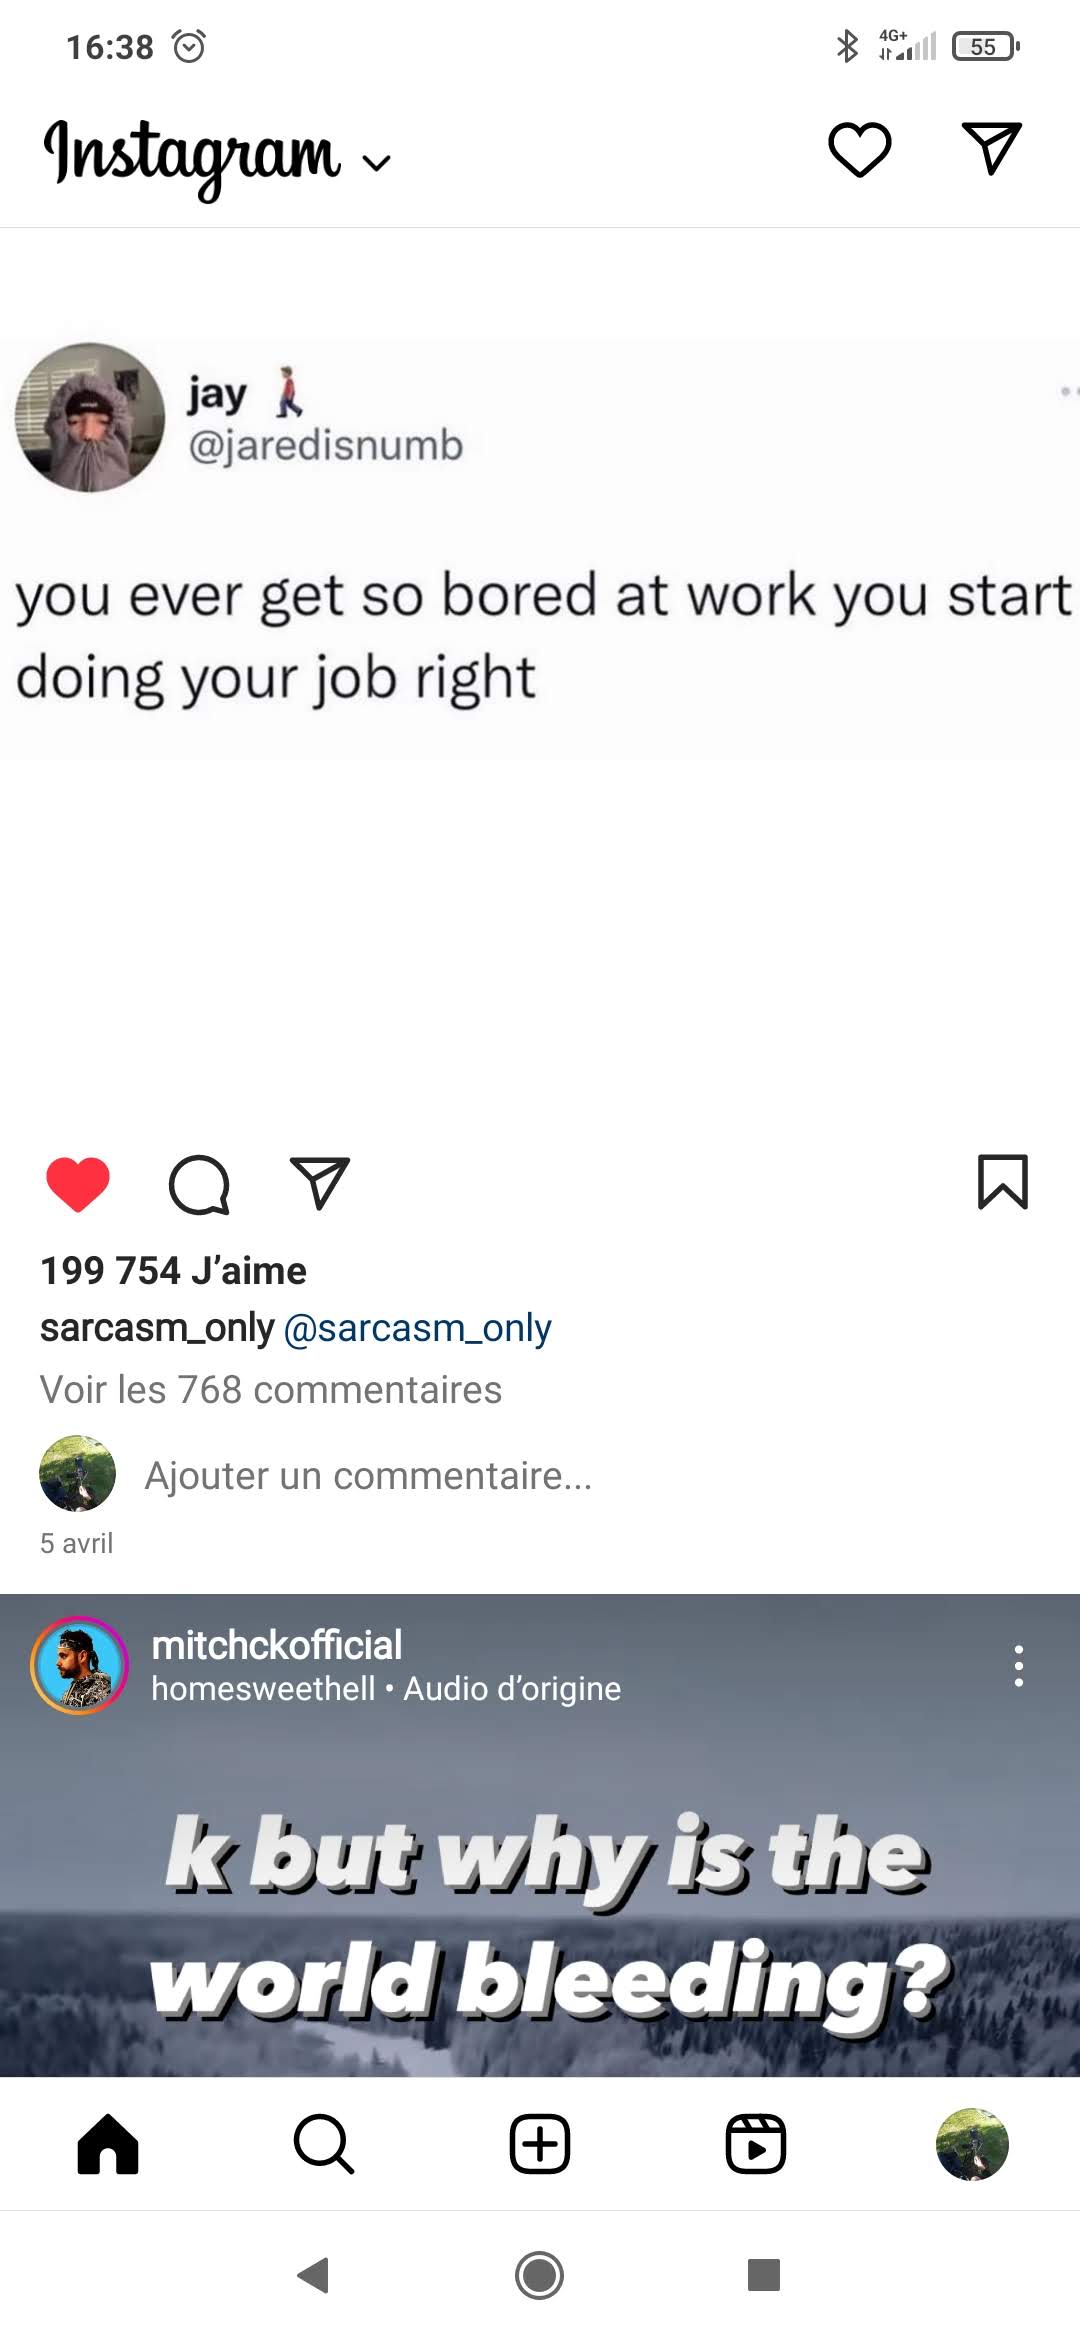 16:38
4G+
55
Instagram
jay
@jaredisnumb
you ever get so bored at work you start
doing your job right
199 754 J’aime
sarcasm_only @sarcasm_only
Voir les 768 commentaires
Ajouter un commentaire...
5 avril
mitchckofficial
homesweethell • Audio d’origine
k but why is the
world bleeding?